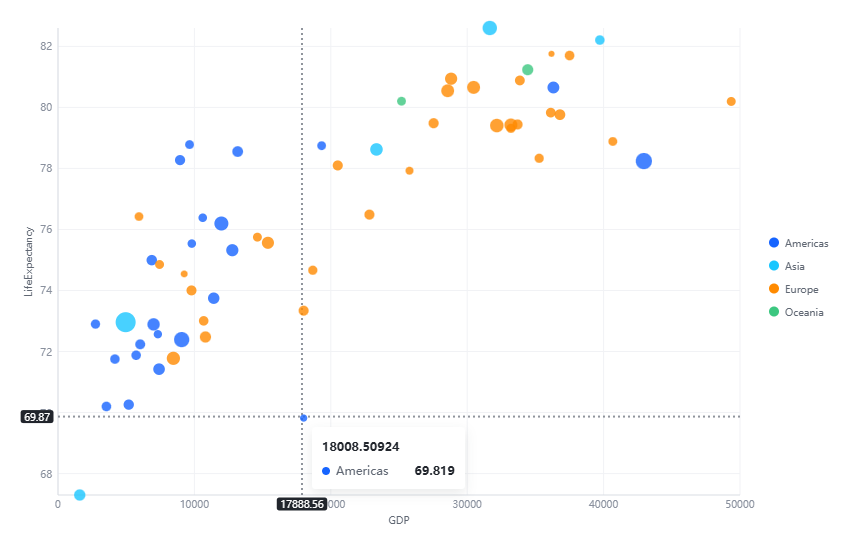 82
80
78
76
74
72
68
LifeExpectancy
69.87
18008.50924
Americas 69.819
0
10000
17888.56
30000
40000
50000
GDP
Americas
Asia
Europe
Oceania